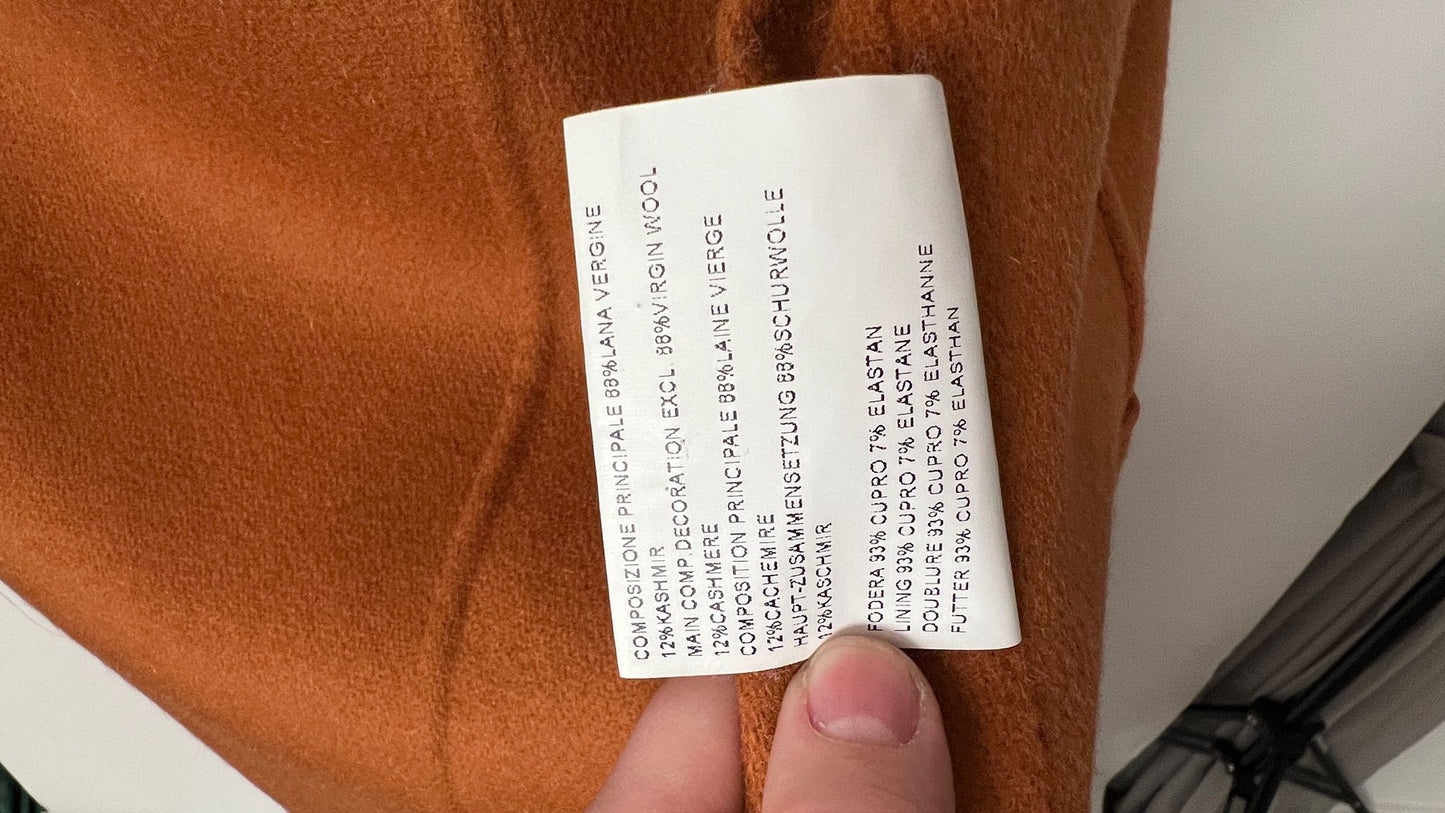 COMPOSIZIONE PRINCIPALE 88%LANA VERGINE
12%KASHMIR
MAIN COMP.DECORATION EXCL. 88%VIRGIN WOOL
12%CASHMERE
COMPOSITION PRINCIPALE 88%LAINE VIERGE
12%CACHEMIRE
HAUPT-ZUSAMMENSETZUNG 88%SCHURWOLLE
12%KASCHMIR
FODERA 93% CUPRO 7% ELASTAN
LINING 93% CUPRO 7% ELASTANE
DOUBLURE 93% CUPRO 7% ELASTHANNE
FUTTER 93% CUPRO 7% ELASTHAN